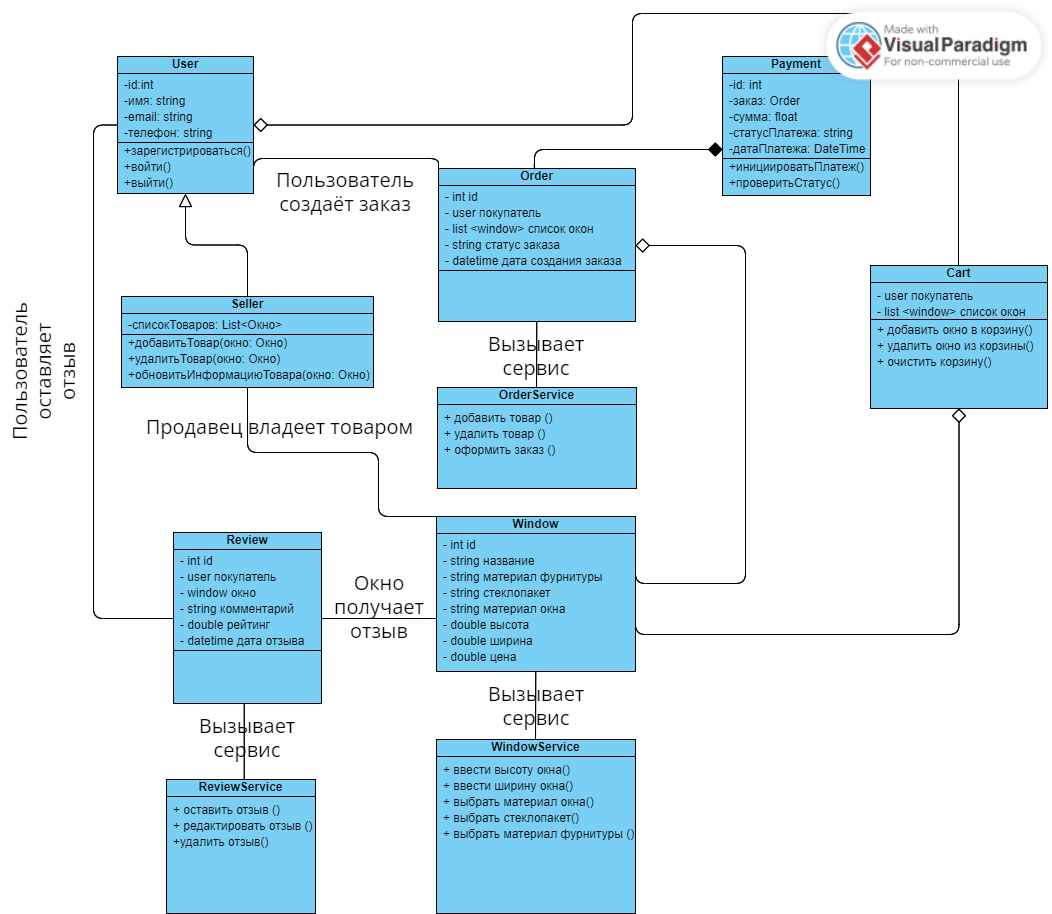 Made with
VisualParadigm
For non-commercial use
User
-id:int
-имя: string
-email: string
-телефон: string
+зарегистрироваться()
+войти()
+выйти()
Payment
-id: int
-заказ: Order
-сумма: float
-статусПлатежа: string
-датаПлатежа: DateTime
+инициироватьПлатеж()
+проверитьСтатус()
Пользователь
создаёт заказ
Order
- int id
- user покупатель
- list <window> список окон
- string статус заказа
- datetime дата создания заказа
Cart
- user покупатель
- list <window> список окон
+ добавить окно в корзину()
+ удалить окно из корзины()
+ очистить корзину()
Seller
-списокТоваров: List<Окно>
+добавитьТовар(окно: Окно)
+удалитьТовар(окно: Окно)
+обновитьИнформациюТовара(окно: Окно)
Пользователь
оставляет
отзыв
Вызывает
сервис
OrderService
+ добавить товар ()
+ удалить товар ()
+ оформить заказ ()
Продавец владеет товаром
Window
- int id
- string название
- string материал фурнитуры
- string стеклопакет
- string материал окна
- double высота
- double ширина
- double цена
Review
- int id
- user покупатель
- window окно
- string комментарий
- double рейтинг
- datetime дата отзыва
Окно
получает
отзыв
Вызывает
сервис
WindowService
+ ввести высоту окна()
+ ввести ширину окна()
+ выбрать материал окна()
+ выбрать стеклопакет()
+ выбрать материал фурнитуры ()
Вызывает
сервис
ReviewService
+ оставить отзыв ()
+ редактировать отзыв ()
+удалить отзыв()